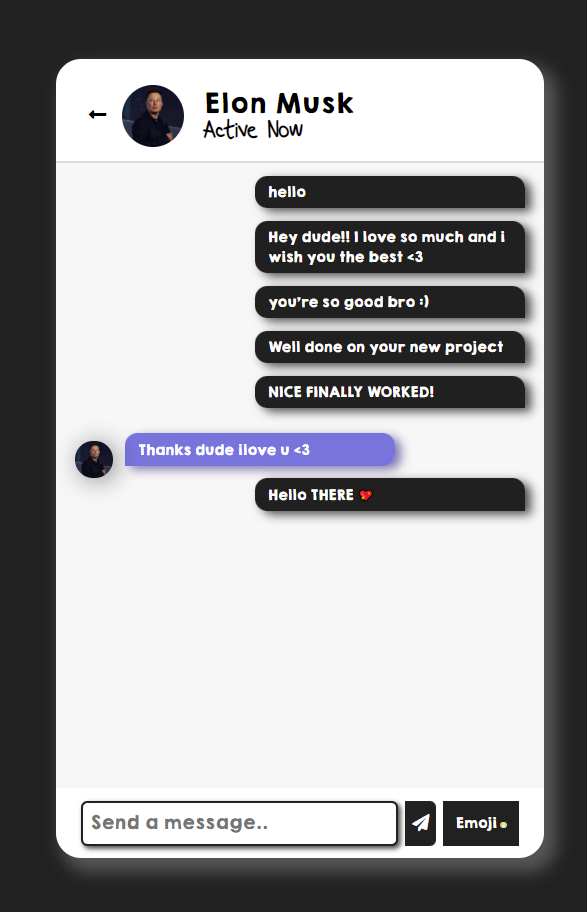 Elon Musk
Active Now
hello
Hey dude!! I love so much and i
wish you the best <3
you're so good bro :)
Well done on your new project
NICE FINALLY WORKED!
Thanks dude ilove u <3
Hello THERE ❤️
Send a message..
Emoji